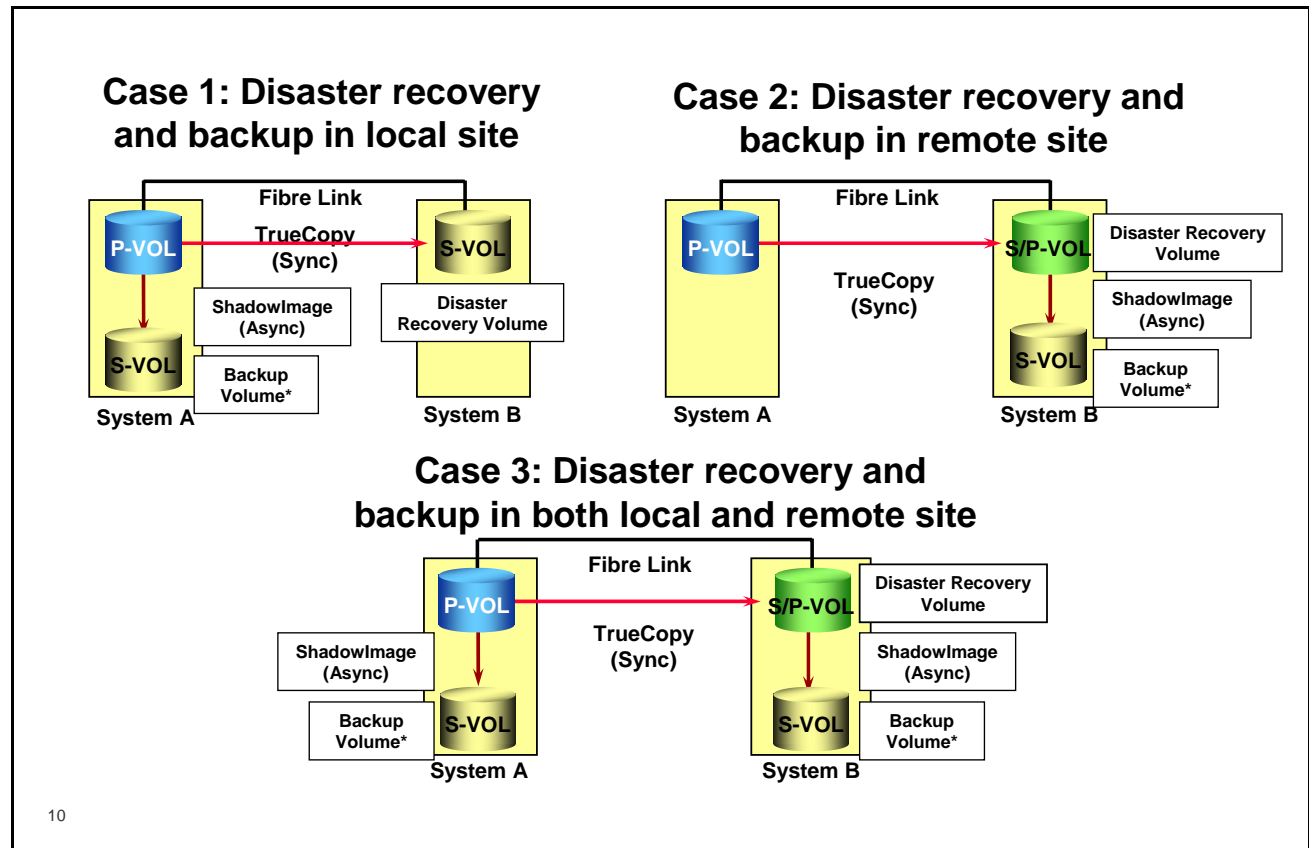 Case 1: Disaster recovery
and backup in local site
Fibre Link
P-VOL
TrueCopy
(Sync)
S-VOL
ShadowImage
(Async)
Disaster
Recovery Volume
S-VOL
Backup
Volume*
System A
System B
Case 2: Disaster recovery and
backup in remote site
Fibre Link
P-VOL
S/P-VOL
Disaster Recovery
Volume
TrueCopy
(Sync)
ShadowImage
(Async)
S-VOL
Backup
Volume*
System A
System B
Case 3: Disaster recovery and
backup in both local and remote site
Fibre Link
P-VOL
S/P-VOL
Disaster Recovery
Volume
ShadowImage
(Async)
TrueCopy
(Sync)
ShadowImage
(Async)
Backup
Volume*
S-VOL
S-VOL
Backup
Volume*
System A
System B
10